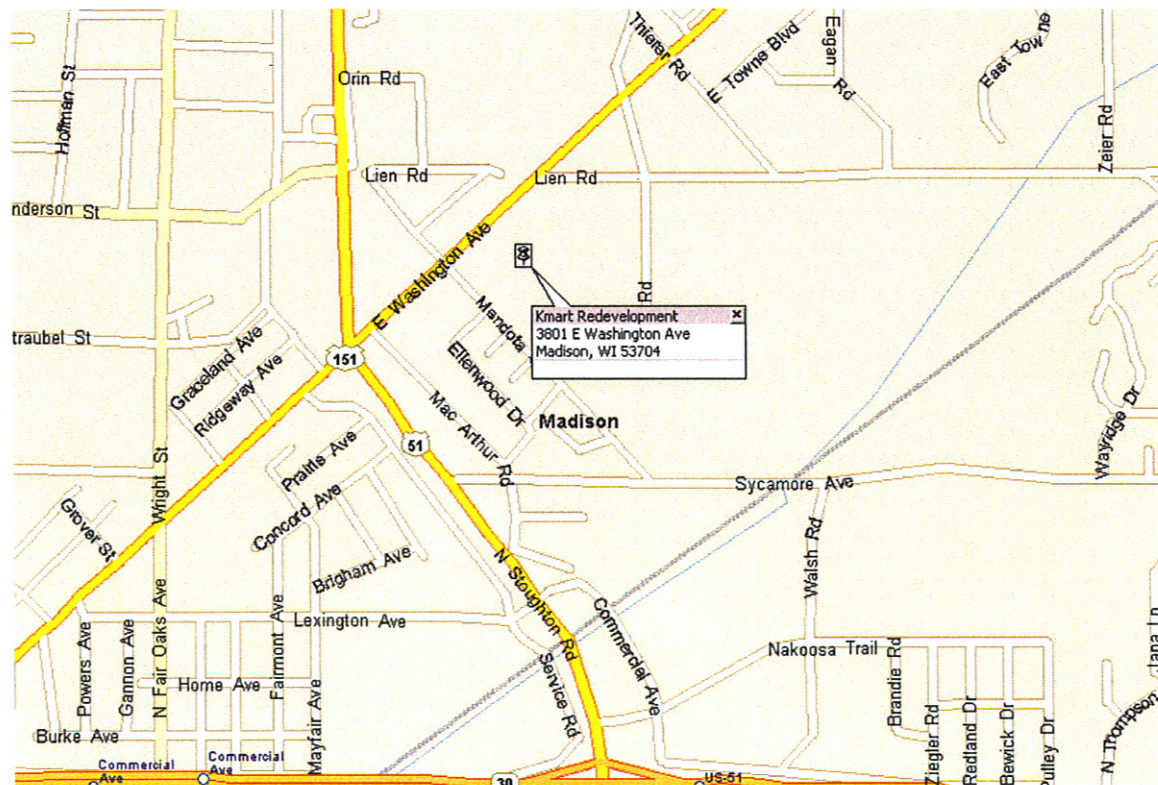 Thierer Rd
E Towne Blvd
Eagan
Rd
East Towne
Hoffman St
Orin Rd
Zeier Rd
Lien Rd
Lien Rd
nderson St
E Washington Ave
Mendota
Rd
Kmart Redevelopment
3801 E Washington Ave
Madison, WI 53704
traubel St
151
Graceland Ave
Ridgeway Ave
Ellenwood Dr
Mac Arthur Rd
Madison
51
Wayridge Dr
Prairie Ave
Concord Ave
Wright St
Sycamore Ave
Grover St
Walsh Rd
Brigham Ave
N Stoughton Rd
Commercial Ave
Lexington Ave
Nakoosa Trail
Powers Ave
Gannon Ave
N Fair Oaks Ave
Fairmont Ave
Home Ave
Mayfair Ave
Service Rd
Brandie Rd
Ziegler Rd
Redland Dr
Bewick Dr
Pulley Dr
N Thompson
Jana Ln
Burke Ave
Commercial
Ave
Commercial
Ave
30
US-51